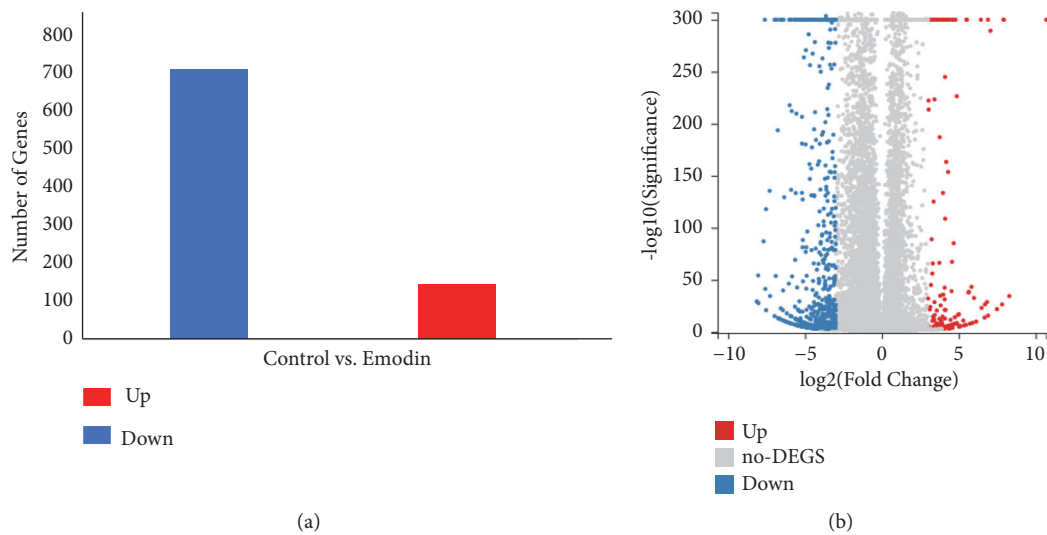 800
700
600
500
400
300
200
100
0
Number of Genes
Control vs. Emodin
Up
Down
(a)
300
250
200
150
100
50
0
-log10(Significance)
−10
−5
0
5
10
log2(Fold Change)
Up
no-DEGS
Down
(b)